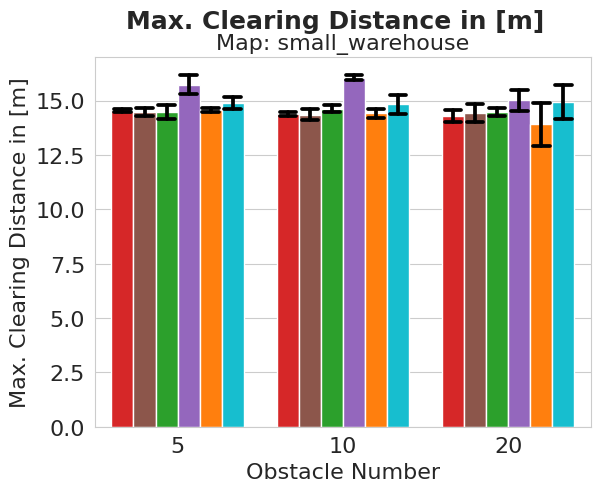 Max. Clearing Distance in [m]
Map: small_warehouse
Max. Clearing Distance in [m]
15.0
12.5
10.0
7.5
5.0
2.5
0.0
5
10
20
Obstacle Number